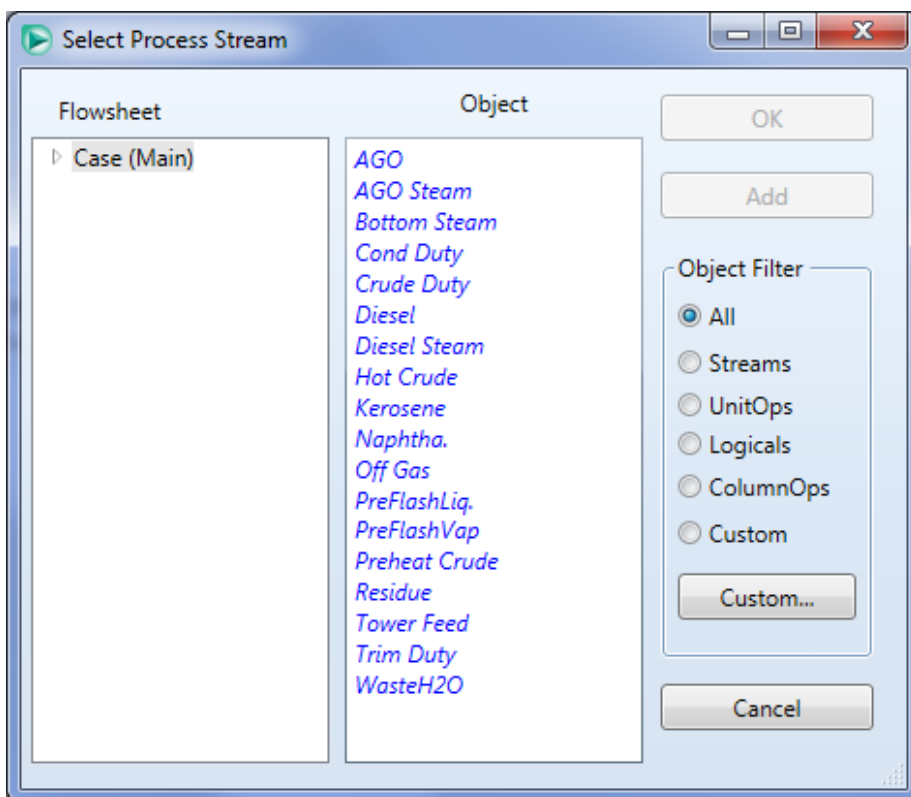 Select Process Stream
Flowsheet
Case (Main)
Object
AGO
AGO Steam
Bottom Steam
Cond Duty
Crude Duty
Diesel
Diesel Steam
Hot Crude
Kerosene
Naphtha.
Off Gas
PreFlashLiq.
PreFlashVap
Preheat Crude
Residue
Tower Feed
Trim Duty
WasteH2O
OK
Add
Object Filter
All
Streams
UnitOps
Logicals
ColumnOps
Custom
Custom...
Cancel